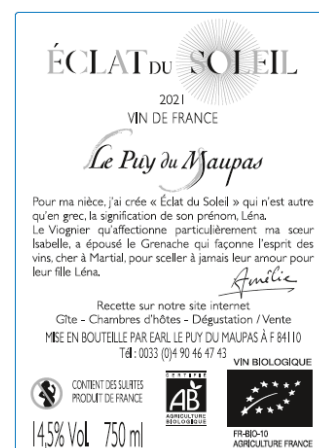 ÉCLAT DU SOLEIL
2021
VIN DE FRANCE
Le Puy du Maupas
Pour ma nièce, j'ai crée « Éclat du Soleil » qui n'est autre
qu'en grec, la signification de son prénom, Léna.
Le Viognier qu'affectionne particulièrement ma sœur
Isabelle, a épousé le Grenache qui façonne l'esprit des
vins, cher à Martial, pour sceller à jamais leur amour pour
leur fille Léna.
Amélie
Recette sur notre site internet
Gîte - Chambres d'hôtes - Dégustation / Vente
MISE EN BOUTEILLE PAR EARL LE PUY DU MAUPAS À F 84110
Tél : 0033 (0)4 90 46 47 43
VIN BIOLOGIQUE
CONTIENT DES SULFITES
PRODUIT DE FRANCE
CERTIFIÉ
AB
AGRICULTURE
BIOLOGIQUE
FR-BIO-10
AGRICULTURE FRANCE
14,5% Vol. 750 ml